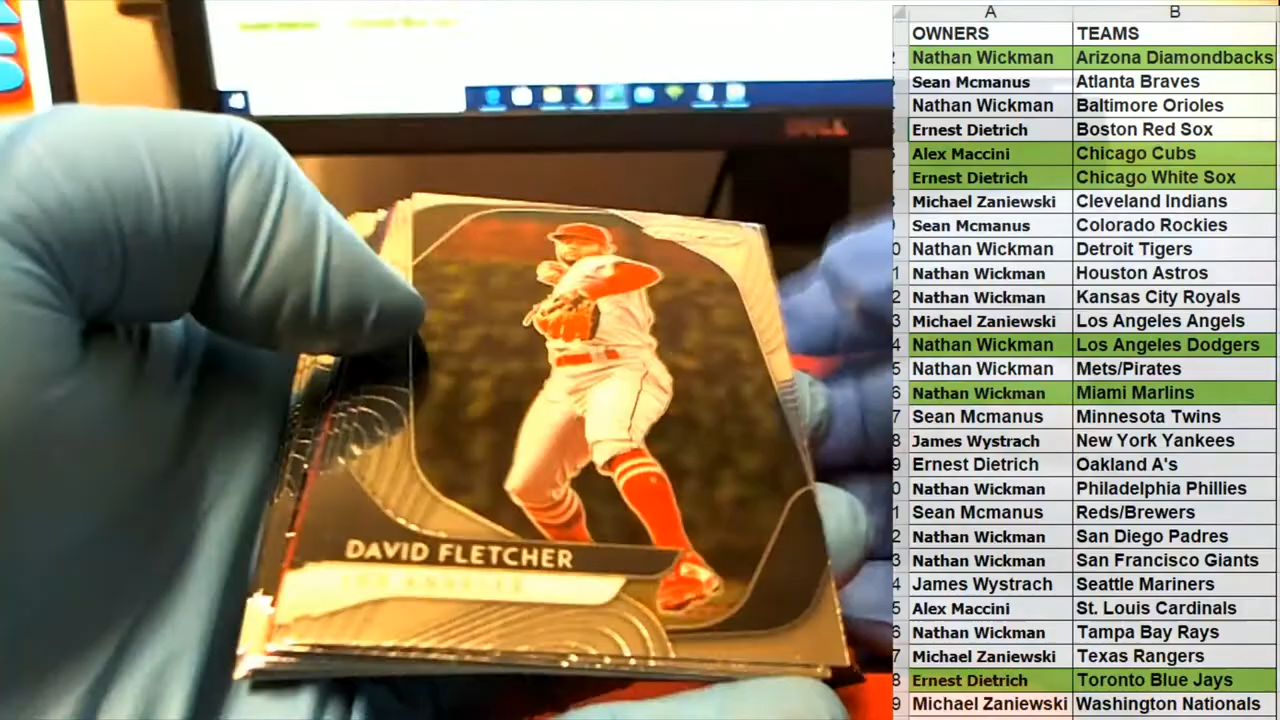 A B
OWNERS TEAMS
Nathan Wickman Arizona Diamondbacks
Sean Mcmanus Atlanta Braves
Nathan Wickman Baltimore Orioles
Ernest Dietrich Boston Red Sox
Alex Maccini Chicago Cubs
Ernest Dietrich Chicago White Sox
Michael Zaniewski Cleveland Indians
Sean Mcmanus Colorado Rockies
Nathan Wickman Detroit Tigers
Nathan Wickman Houston Astros
Nathan Wickman Kansas City Royals
Michael Zaniewski Los Angeles Angels
Nathan Wickman Los Angeles Dodgers
Nathan Wickman Mets/Pirates
Nathan Wickman Miami Marlins
Sean Mcmanus Minnesota Twins
James Wystrach New York Yankees
Ernest Dietrich Oakland A's
Nathan Wickman Philadelphia Phillies
Sean Mcmanus Reds/Brewers
Nathan Wickman San Diego Padres
Nathan Wickman San Francisco Giants
James Wystrach Seattle Mariners
Alex Maccini St. Louis Cardinals
Nathan Wickman Tampa Bay Rays
Michael Zaniewski Texas Rangers
Ernest Dietrich Toronto Blue Jays
Michael Zaniewski Washington Nationals
DELL
DAVID FLETCHER
LOS ANGELES